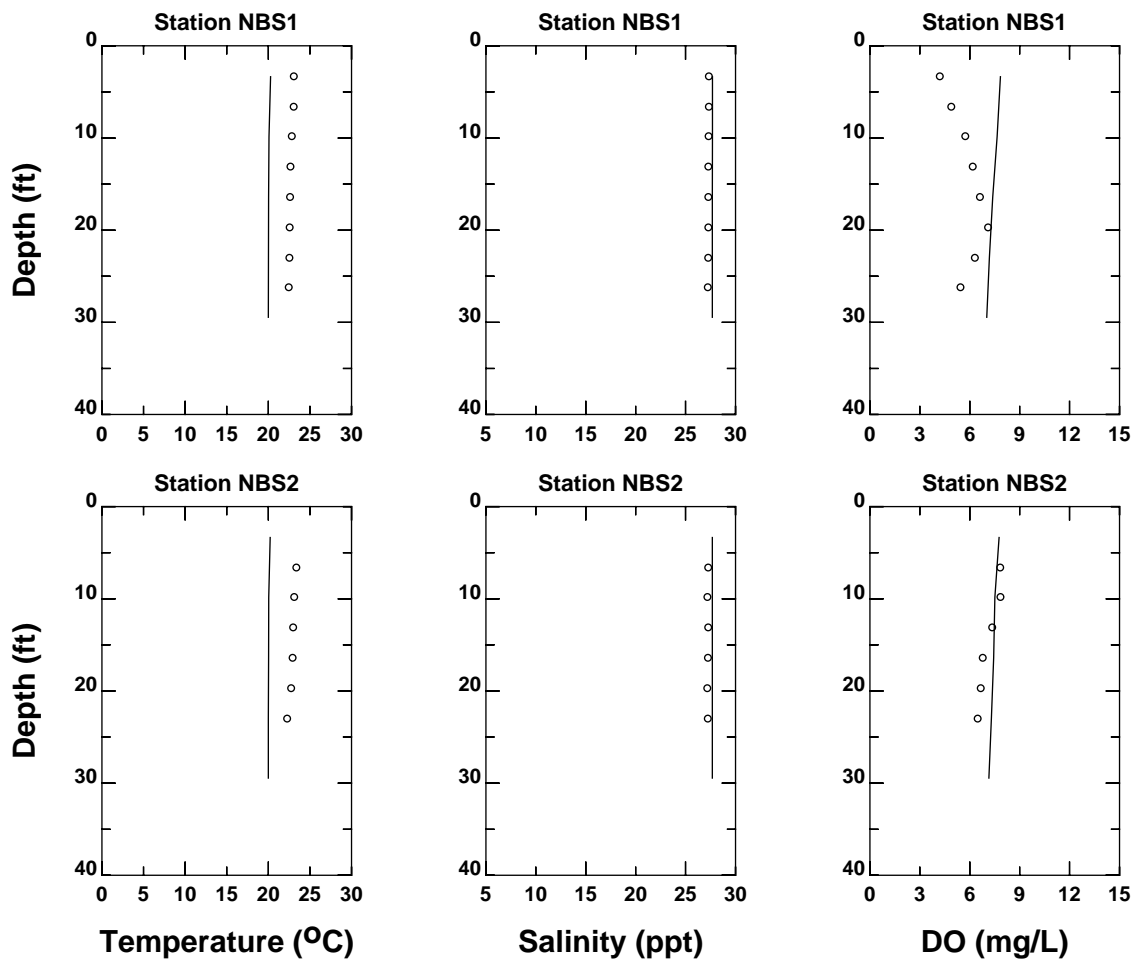 Station NBS1 Station NBS1 Station NBS1
0 0 0
10 10 10
Depth (ft)
20 20 20
30 30 30
40 40 40
0 5 10 15 20 25 30 5 10 15 20 25 30 0 3 6 9 12 15
Station NBS2 Station NBS2 Station NBS2
0 0 0
10 10 10
Depth (ft)
20 20 20
30 30 30
40 40 40
0 5 10 15 20 25 30 5 10 15 20 25 30 0 3 6 9 12 15
Temperature (°C) Salinity (ppt) DO (mg/L)